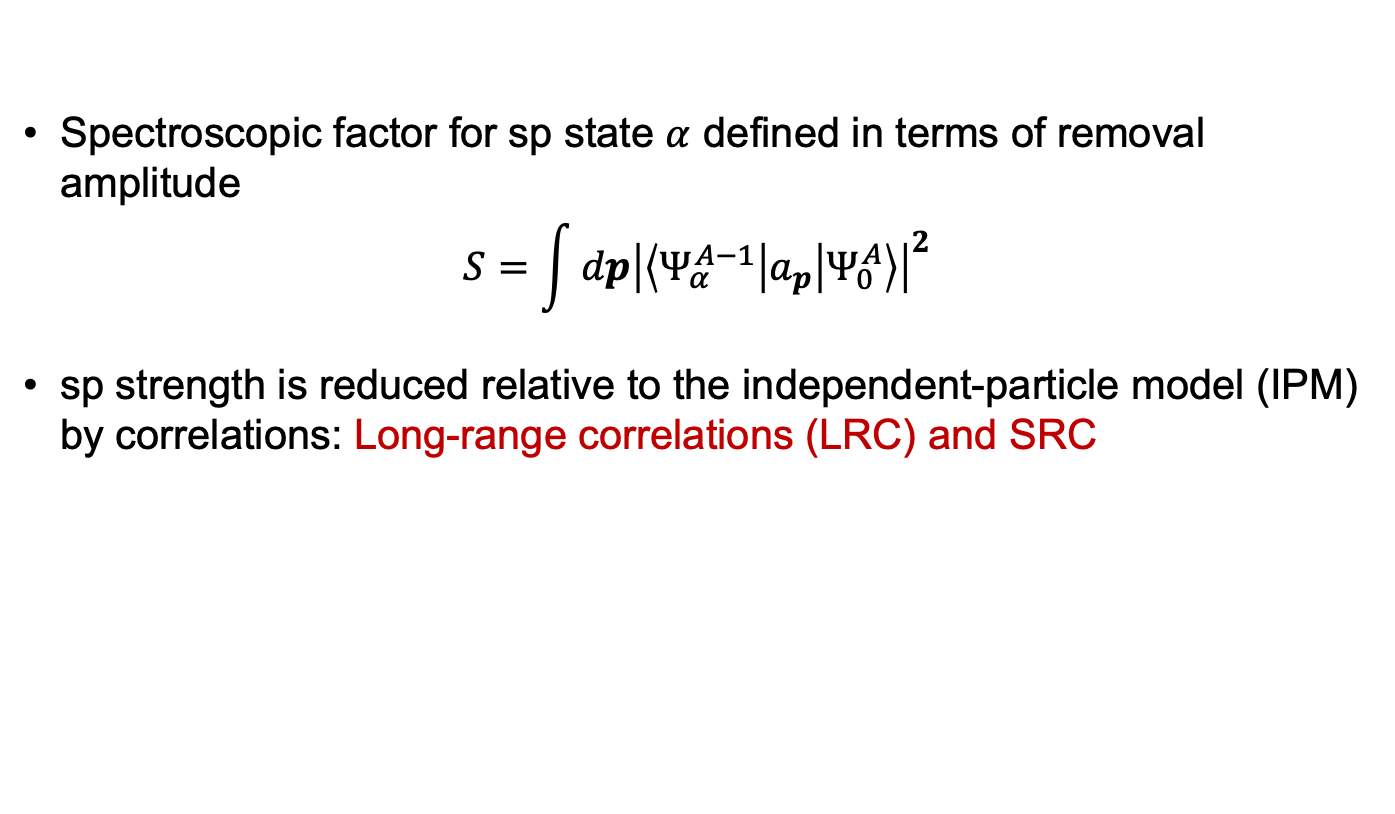 • Spectroscopic factor for sp state 𝛼 defined in terms of removal
amplitude
𝑆 = ∫ 𝑑𝒑|⟨Ψ_𝛼^{𝐴−1}|𝑎_𝒑|Ψ_0^𝐴⟩|^𝟐
• sp strength is reduced relative to the independent-particle model (IPM)
by correlations: Long-range correlations (LRC) and SRC